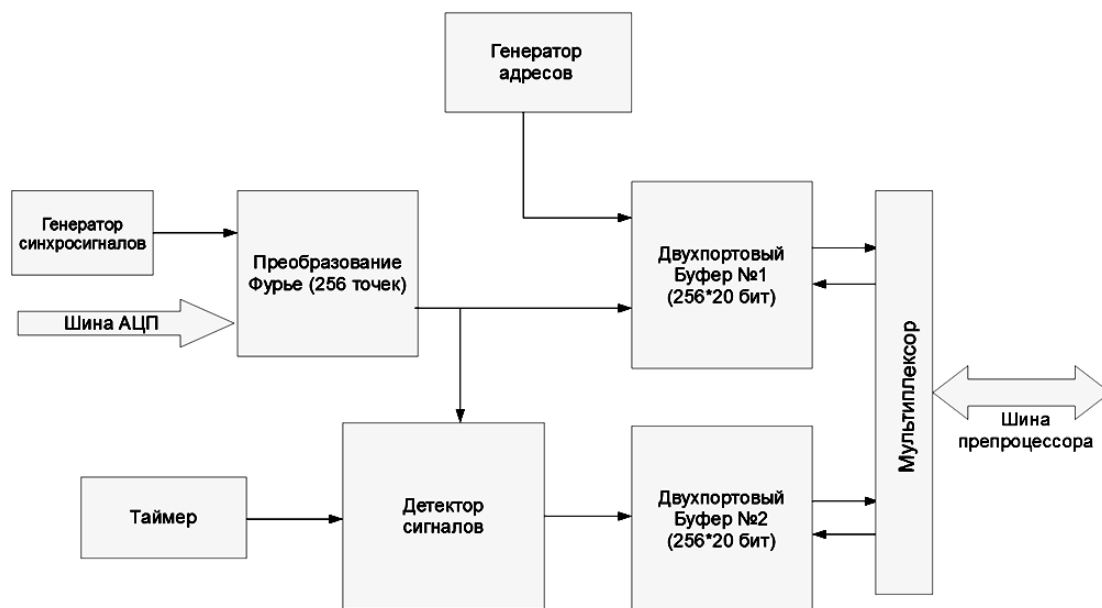 Генератор
адресов
Генератор
синхросигналов
Преобразование
Фурье (256 точек)
Шина АЦП
Двухпортовый
Буфер №1
(256*20 бит)
Мультиплексор
Шина
препроцессора
Таймер
Детектор
сигналов
Двухпортовый
Буфер №2
(256*20 бит)